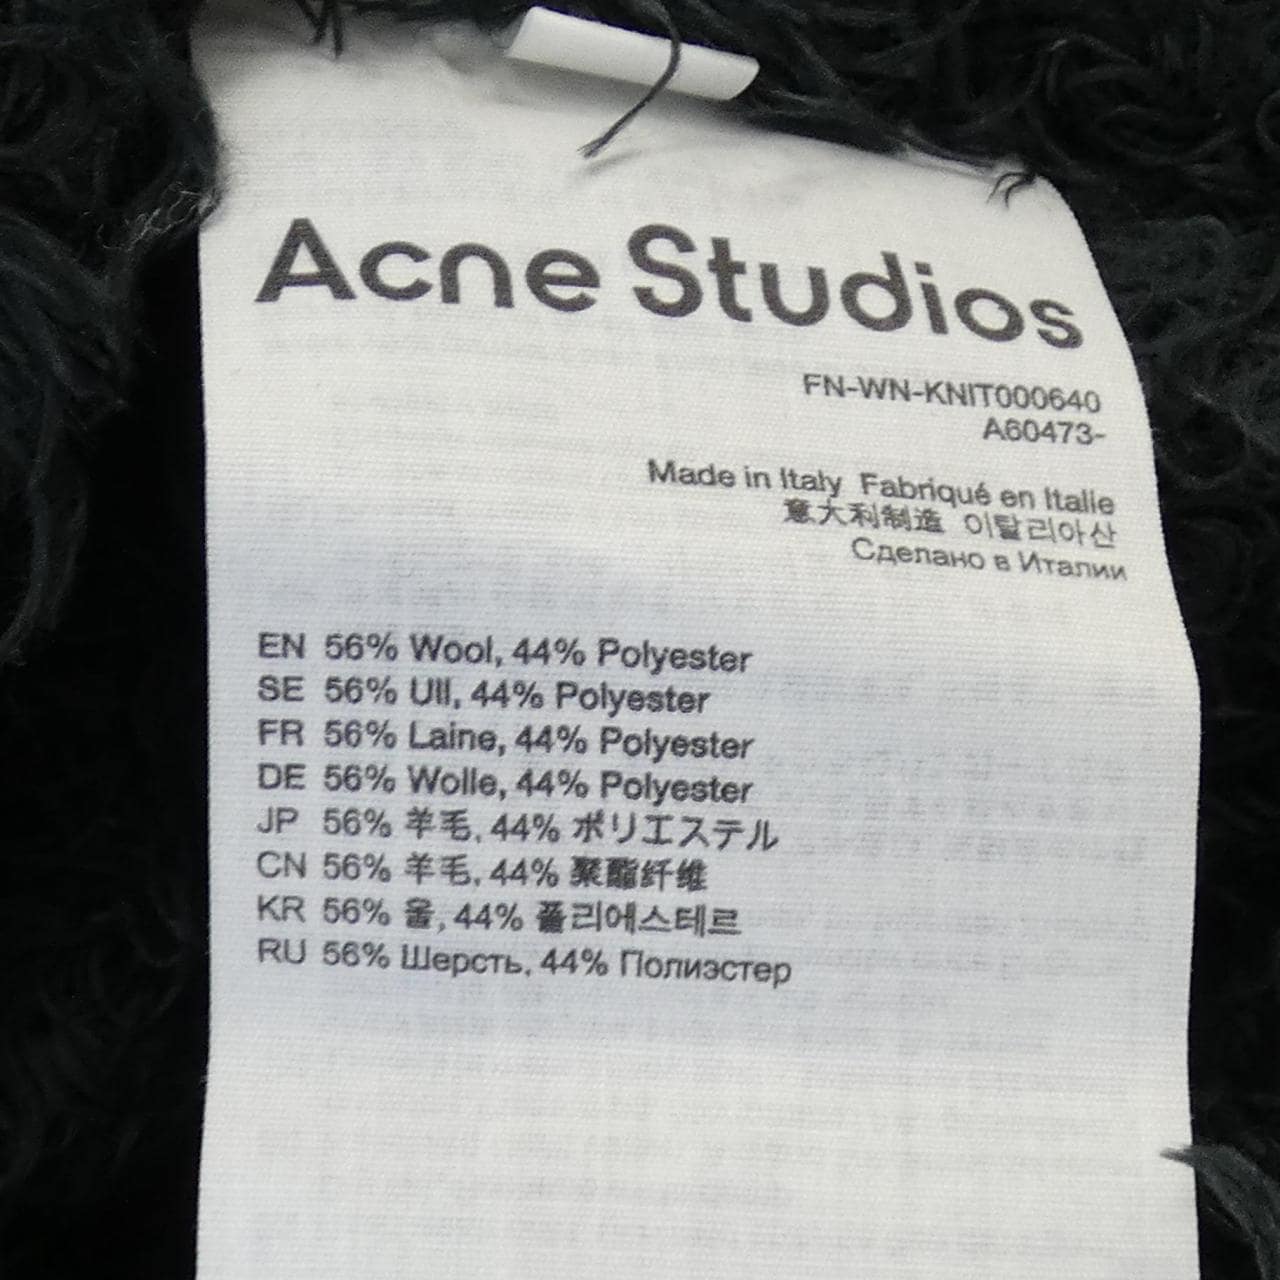 Acne Studios
FN-WN-KNIT000640
A60473-
Made in Italy Fabriqué en Italie
意大利制造 이탈리아산
Сделано в Италии
EN 56% Wool, 44% Polyester
SE 56% Ull, 44% Polyester
FR 56% Laine, 44% Polyester
DE 56% Wolle, 44% Polyester
JP 56% 羊毛, 44% ポリエステル
CN 56% 羊毛, 44% 聚酯纤维
KR 56% 울, 44% 폴리에스테르
RU 56% Шерсть, 44% Полиэстер